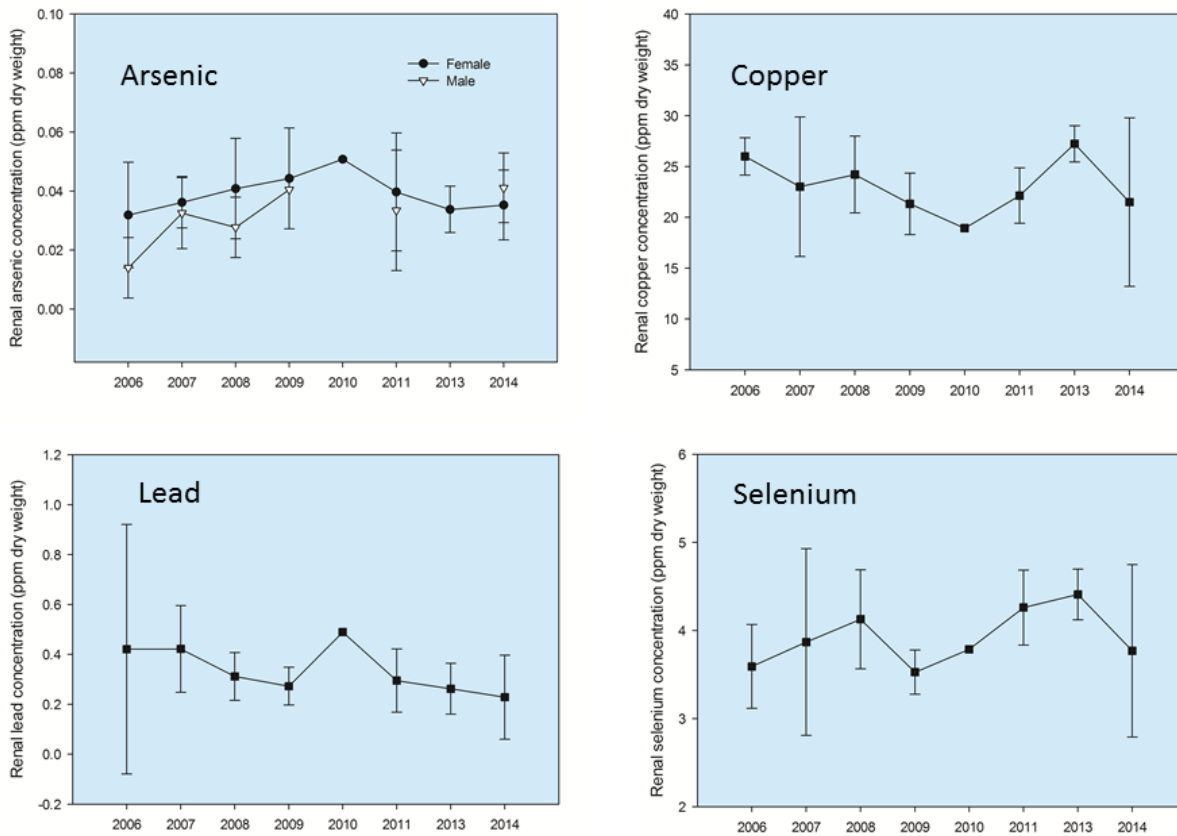 Renal arsenic concentration (ppm dry weight)
0.10
0.08
0.06
0.04
0.02
0.00
Arsenic
Female
Male
2006 2007 2008 2009 2010 2011 2013 2014
Renal copper concentration (ppm dry weight)
40
35
30
25
20
15
10
5
Copper
2006 2007 2008 2009 2010 2011 2013 2014
Renal lead concentration (ppm dry weight)
1.2
1.0
0.8
0.6
0.4
0.2
0.0
-0.2
Lead
2006 2007 2008 2009 2010 2011 2013 2014
Renal selenium concentration (ppm dry weight)
6
5
4
3
2
Selenium
2006 2007 2008 2009 2010 2011 2013 2014